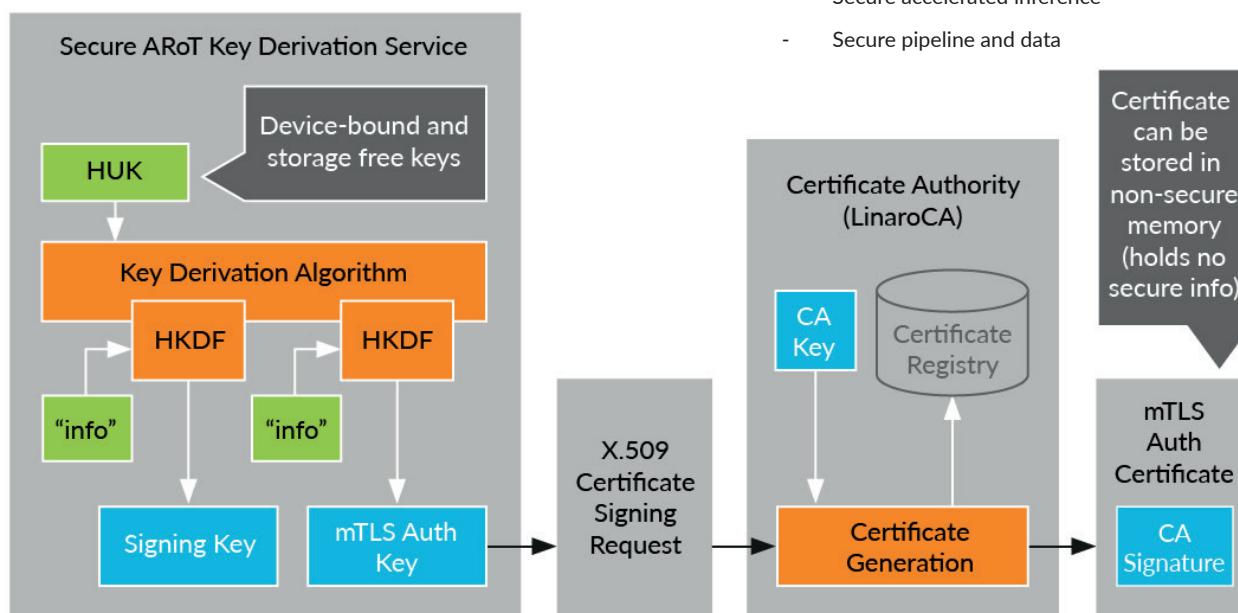 Secure accelerated inference
- Secure pipeline and data
Secure ARoT Key Derivation Service
Device-bound and
storage free keys
HUK
Key Derivation Algorithm
HKDF
HKDF
"info"
"info"
Signing Key
mTLS Auth
Key
X.509
Certificate
Signing
Request
Certificate Authority
(LinaroCA)
CA
Key
Certificate
Registry
Certificate
Generation
Certificate
can be
stored in
non-secure
memory
(holds no
secure info)
mTLS
Auth
Certificate
CA
Signature